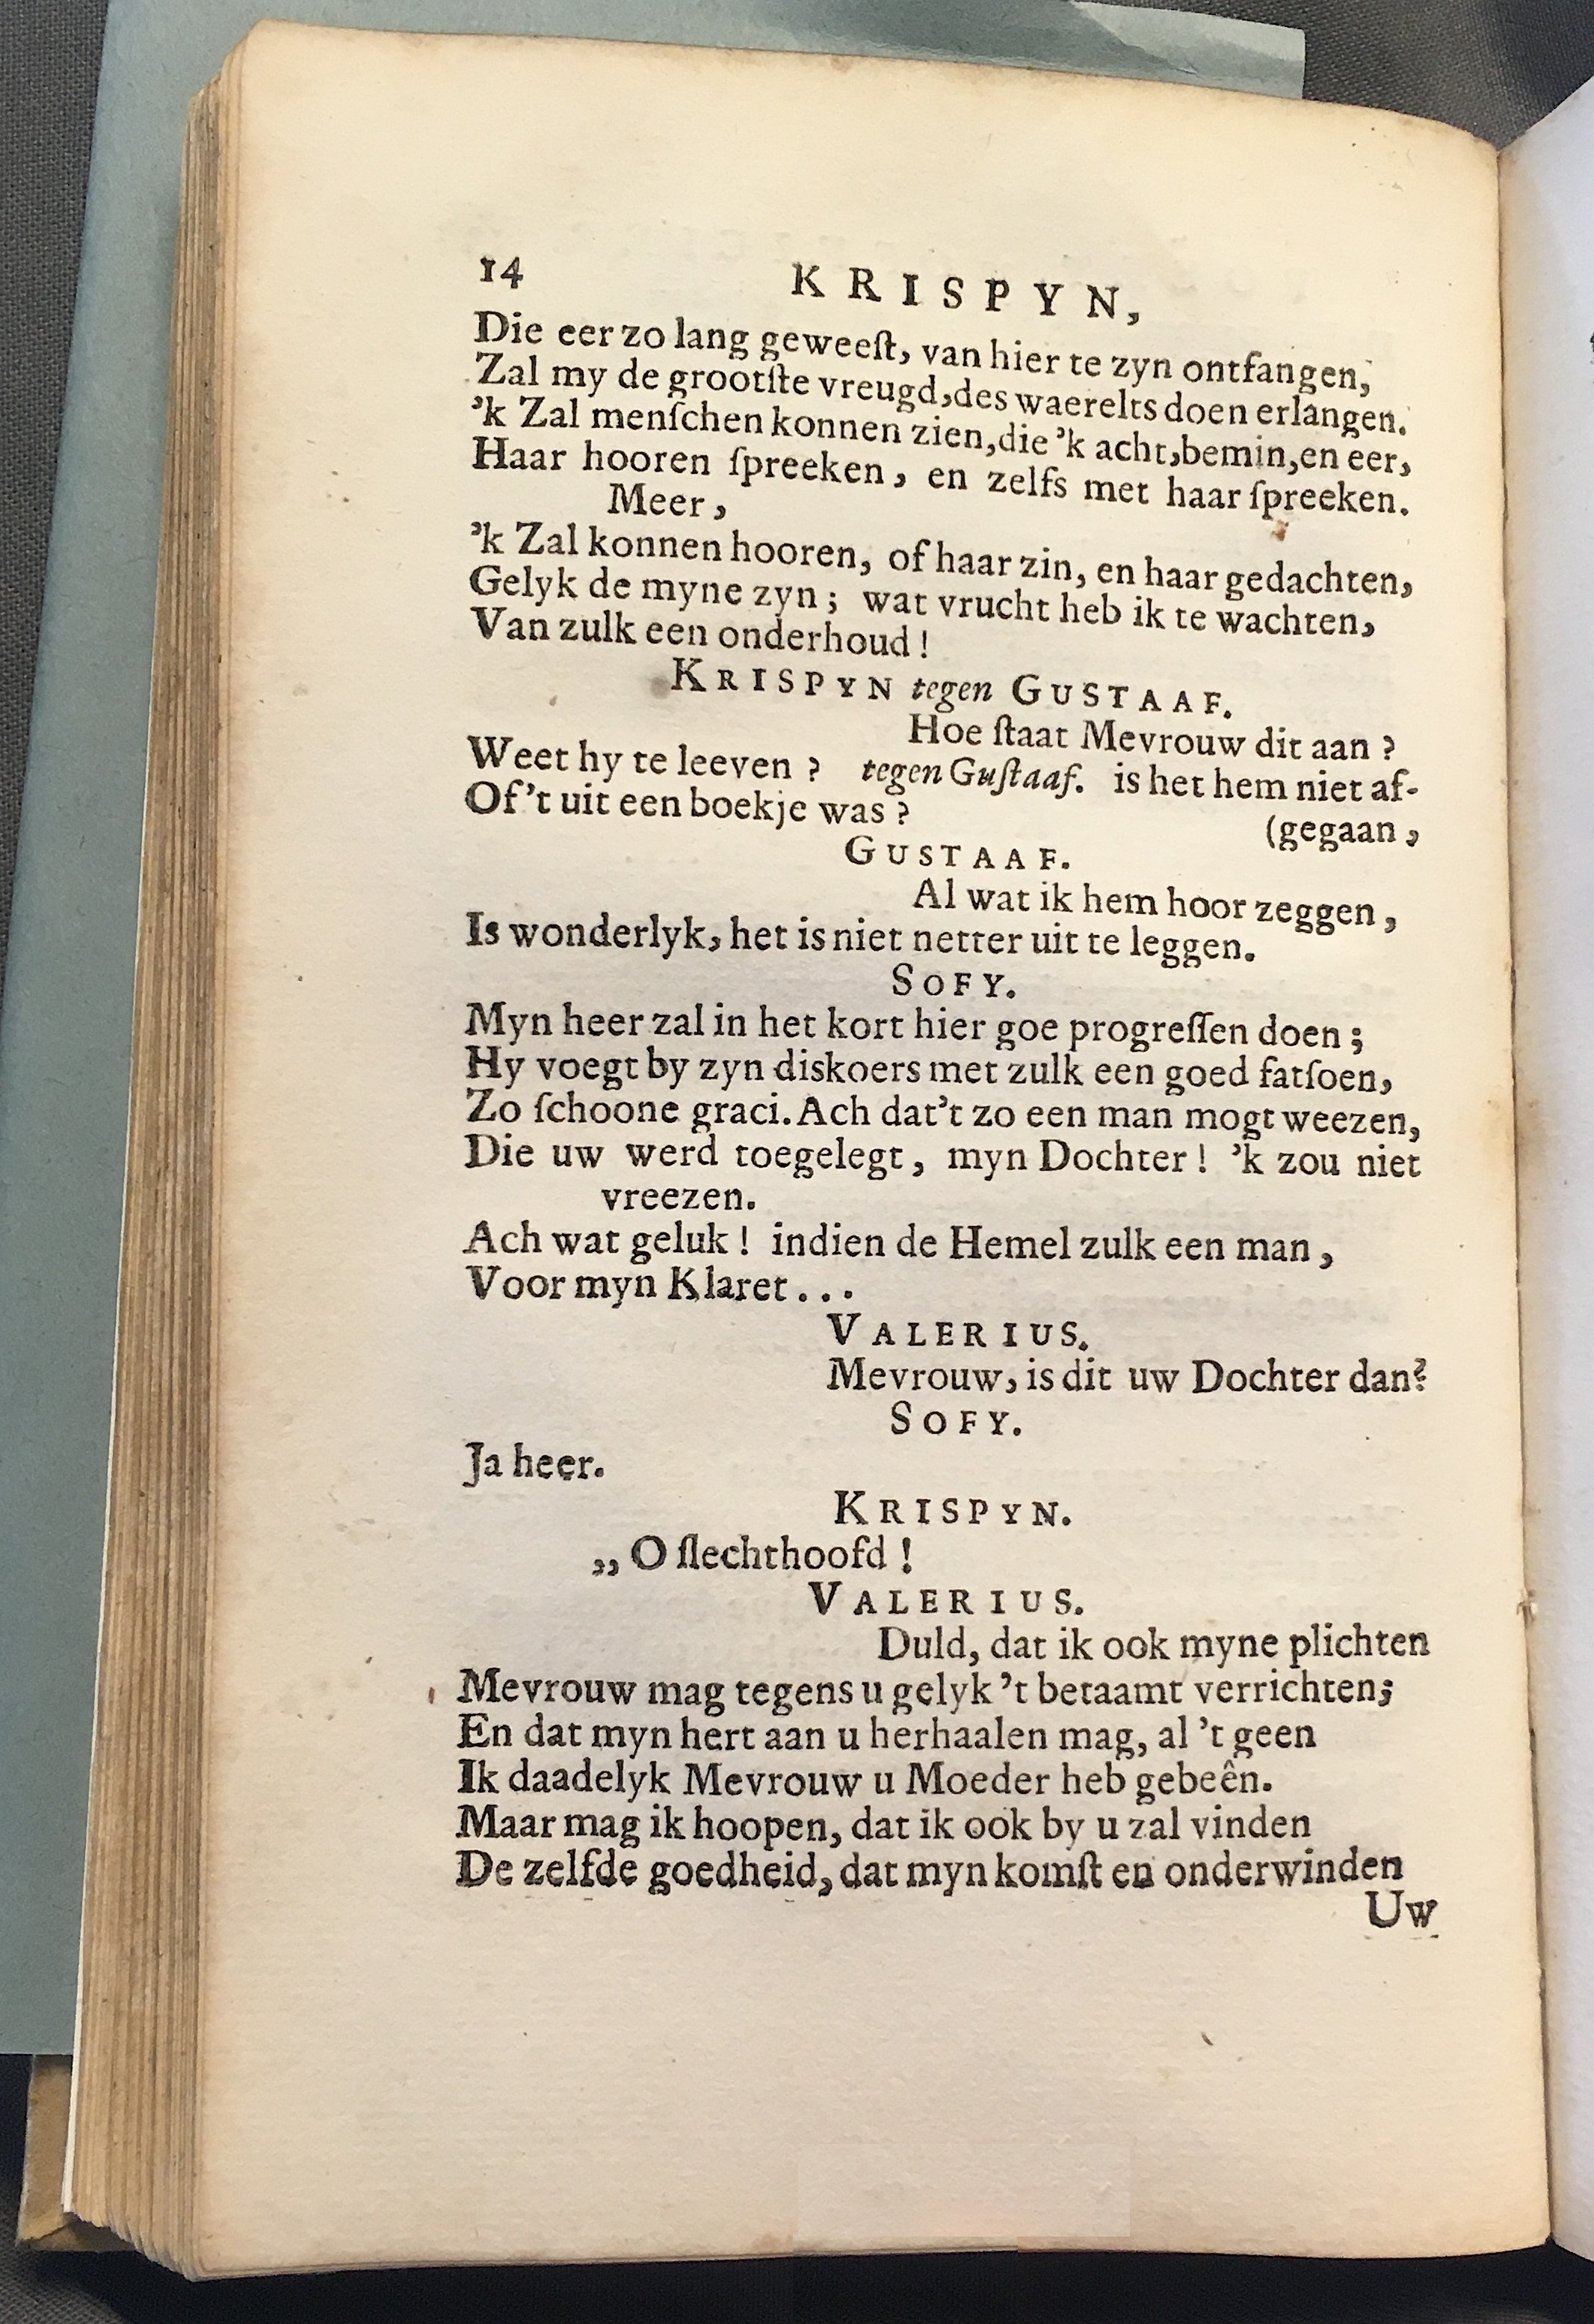 14 KRISPYN,
Die eer zo lang geweeſt, van hier te zyn ontfangen,
Zal my de grootſte vreugd, des waerelts doen erlangen.
’k Zal menſchen konnen zien, die ’k acht, bemin, en eer,
Haar hooren ſpreeken, en zelfs met haar ſpreeken.
Meer,
’k Zal konnen hooren, of haar zin, en haar gedachten,
Gelyk de myne zyn; wat vrucht heb ik te wachten,
Van zulk een onderhoud!
KRISPYN tegen GUSTAAF.
Hoe ſtaat Mevrouw dit aan?
Weet hy te leeven? tegen Guſtaaf. is het hem niet af-
(gegaan,
Of’t uit een boekje was?
GUSTAAF.
Al wat ik hem hoor zeggen,
Is wonderlyk, het is niet netter uit te leggen.
SOFY.
Myn heer zal in het kort hier goe progreſſen doen;
Hy voegt by zyn diskoers met zulk een goed fatſoen,
Zo ſchoone graci. Ach dat’t zo een man mogt weezen,
Die uw werd toegelegt, myn Dochter! ’k zou niet
vreezen.
Ach wat geluk! indien de Hemel zulk een man,
Voor myn Klaret...
VALERIUS.
Mevrouw, is dit uw Dochter dan?
SOFY.
Ja heer.
KRISPYN.
„O ſlechthoofd!
VALERIUS.
Duld, dat ik ook myne plichten
Mevrouw mag tegens u gelyk ’t betaamt verrichten;
En dat myn hert aan u herhaalen mag, al ’t geen
Ik daadelyk Mevrouw u Moeder heb gebeên.
Maar mag ik hoopen, dat ik ook by u zal vinden
De zelfde goedheid, dat myn komſt en onderwinden
Uw